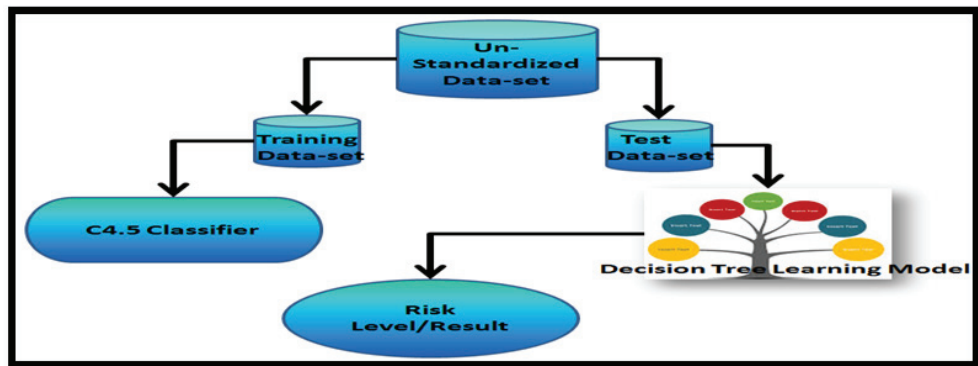 Un-
Standardized
Data-set
Training
Data-set
Test
Data-set
C4.5 Classifier
Decision Tree Learning Model
Risk
Level/Result